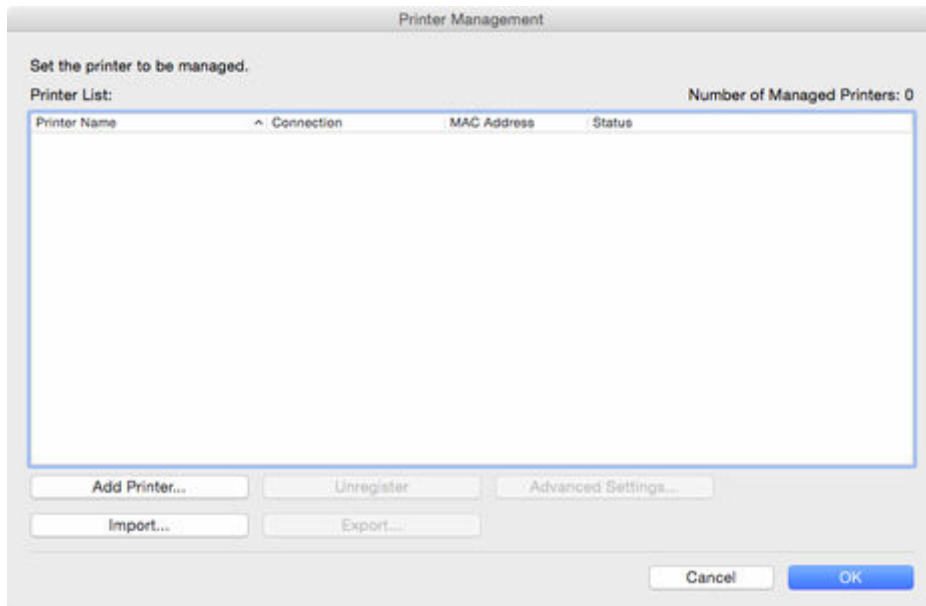 Printer Management
Set the printer to be managed.
Printer List: Number of Managed Printers: 0
Printer Name Connection MAC Address Status
Add Printer... Unregister Advanced Settings...
Import... Export...
Cancel OK